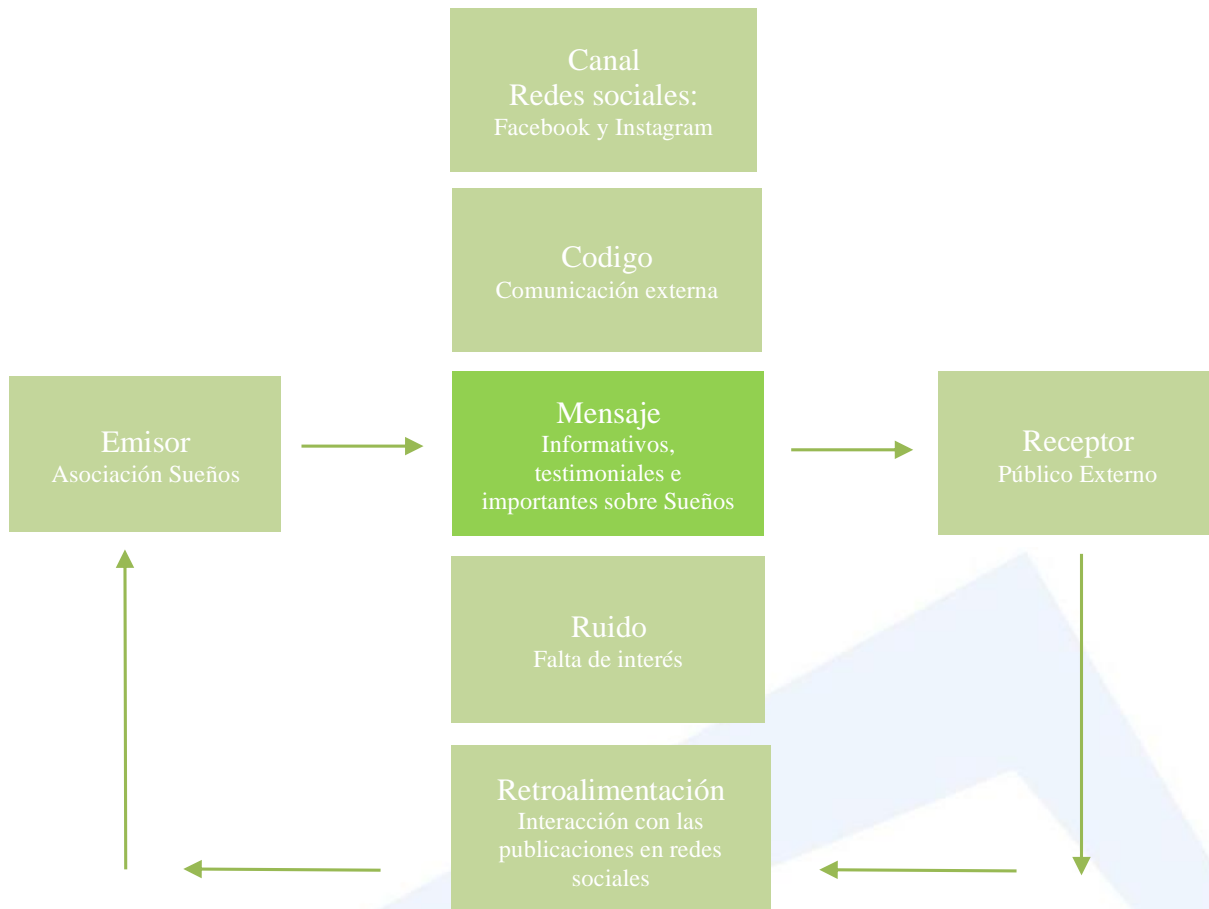 Canal
Redes sociales:
Facebook y Instagram
Codigo
Comunicación externa
Emisor
Asociación Sueños
Mensaje
Informativos,
testimoniales e
importantes sobre Sueños
Receptor
Público Externo
Ruido
Falta de interés
Retroalimentación
Interacción con las
publicaciones en redes
sociales